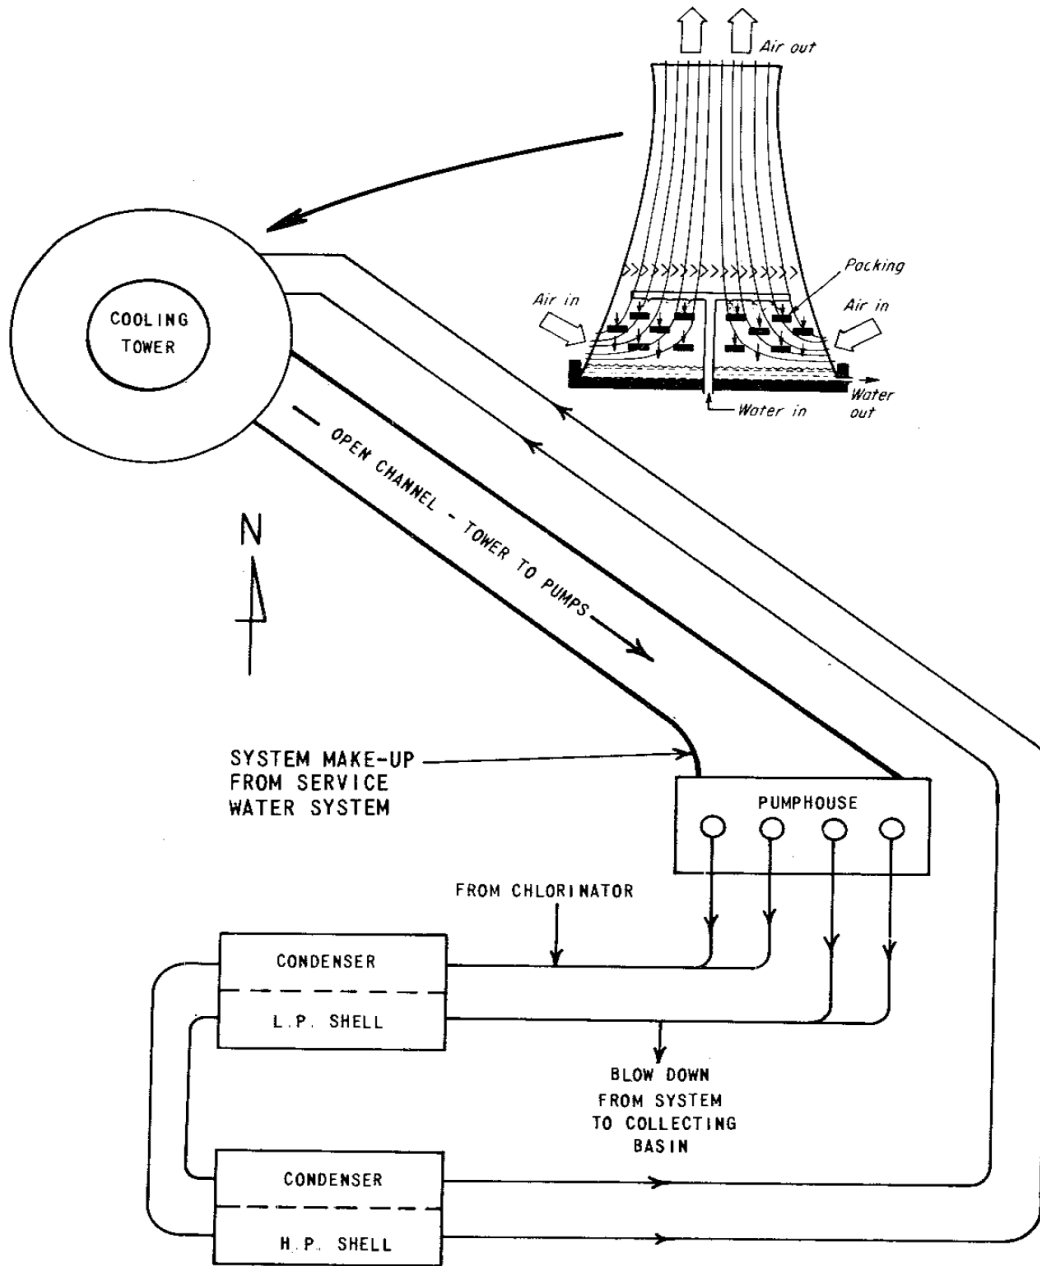 Air out
Packing
Air in
Air in
Water in
Water
out
COOLING
TOWER
OPEN CHANNEL - TOWER TO PUMPS
N
SYSTEM MAKE-UP
FROM SERVICE
WATER SYSTEM
PUMPHOUSE
FROM CHLORINATOR
CONDENSER
L.P. SHELL
BLOW DOWN
FROM SYSTEM
TO COLLECTING
BASIN
CONDENSER
H.P. SHELL